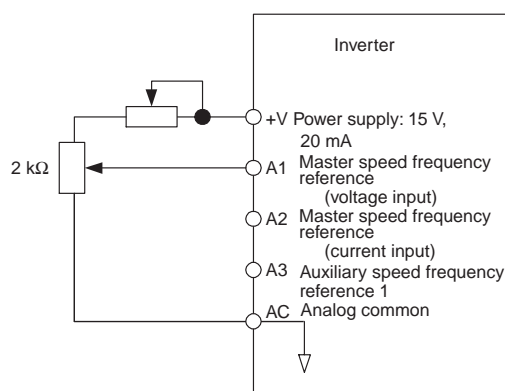 Inverter
+V Power supply: 15 V,
20 mA
2 kΩ
A1 Master speed frequency
reference
(voltage input)
A2 Master speed frequency
reference
(current input)
A3 Auxiliary speed frequency
reference 1
AC Analog common